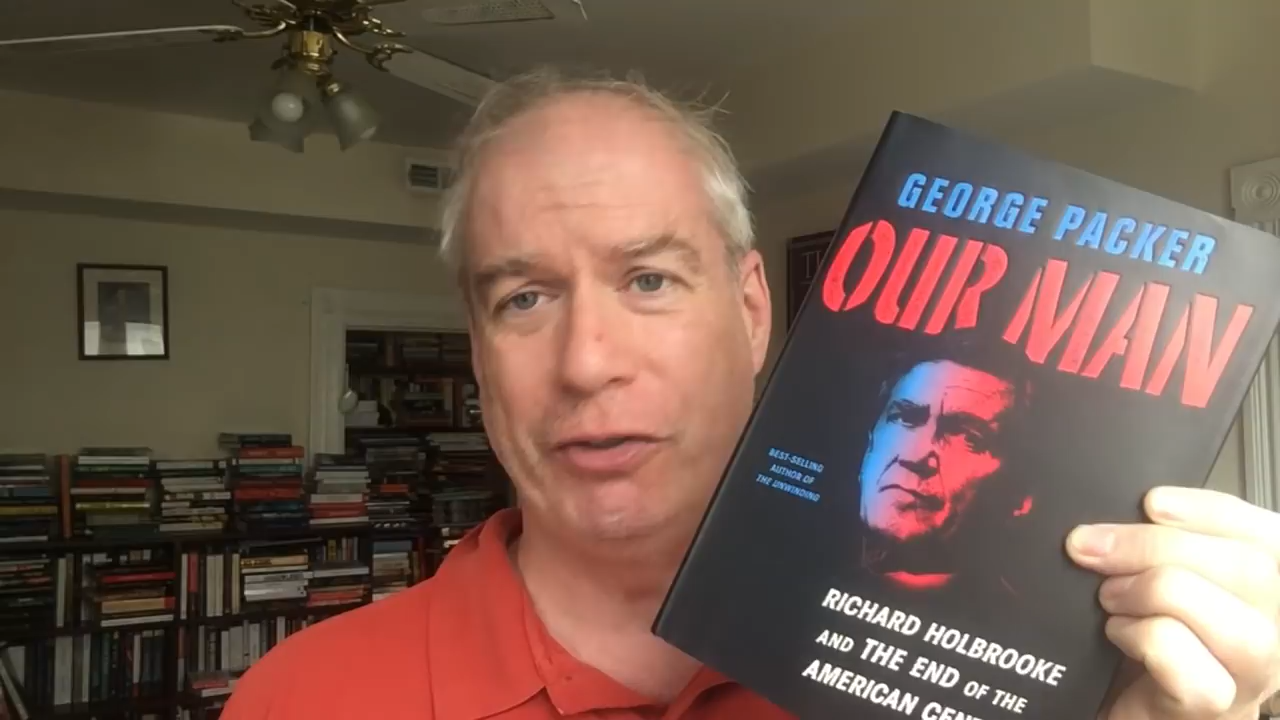 GEORGE PACKER
OUR MAN
BEST-SELLING
AUTHOR OF
THE UNWINDING
RICHARD HOLBROOKE
AND THE END OF THE
AMERICAN